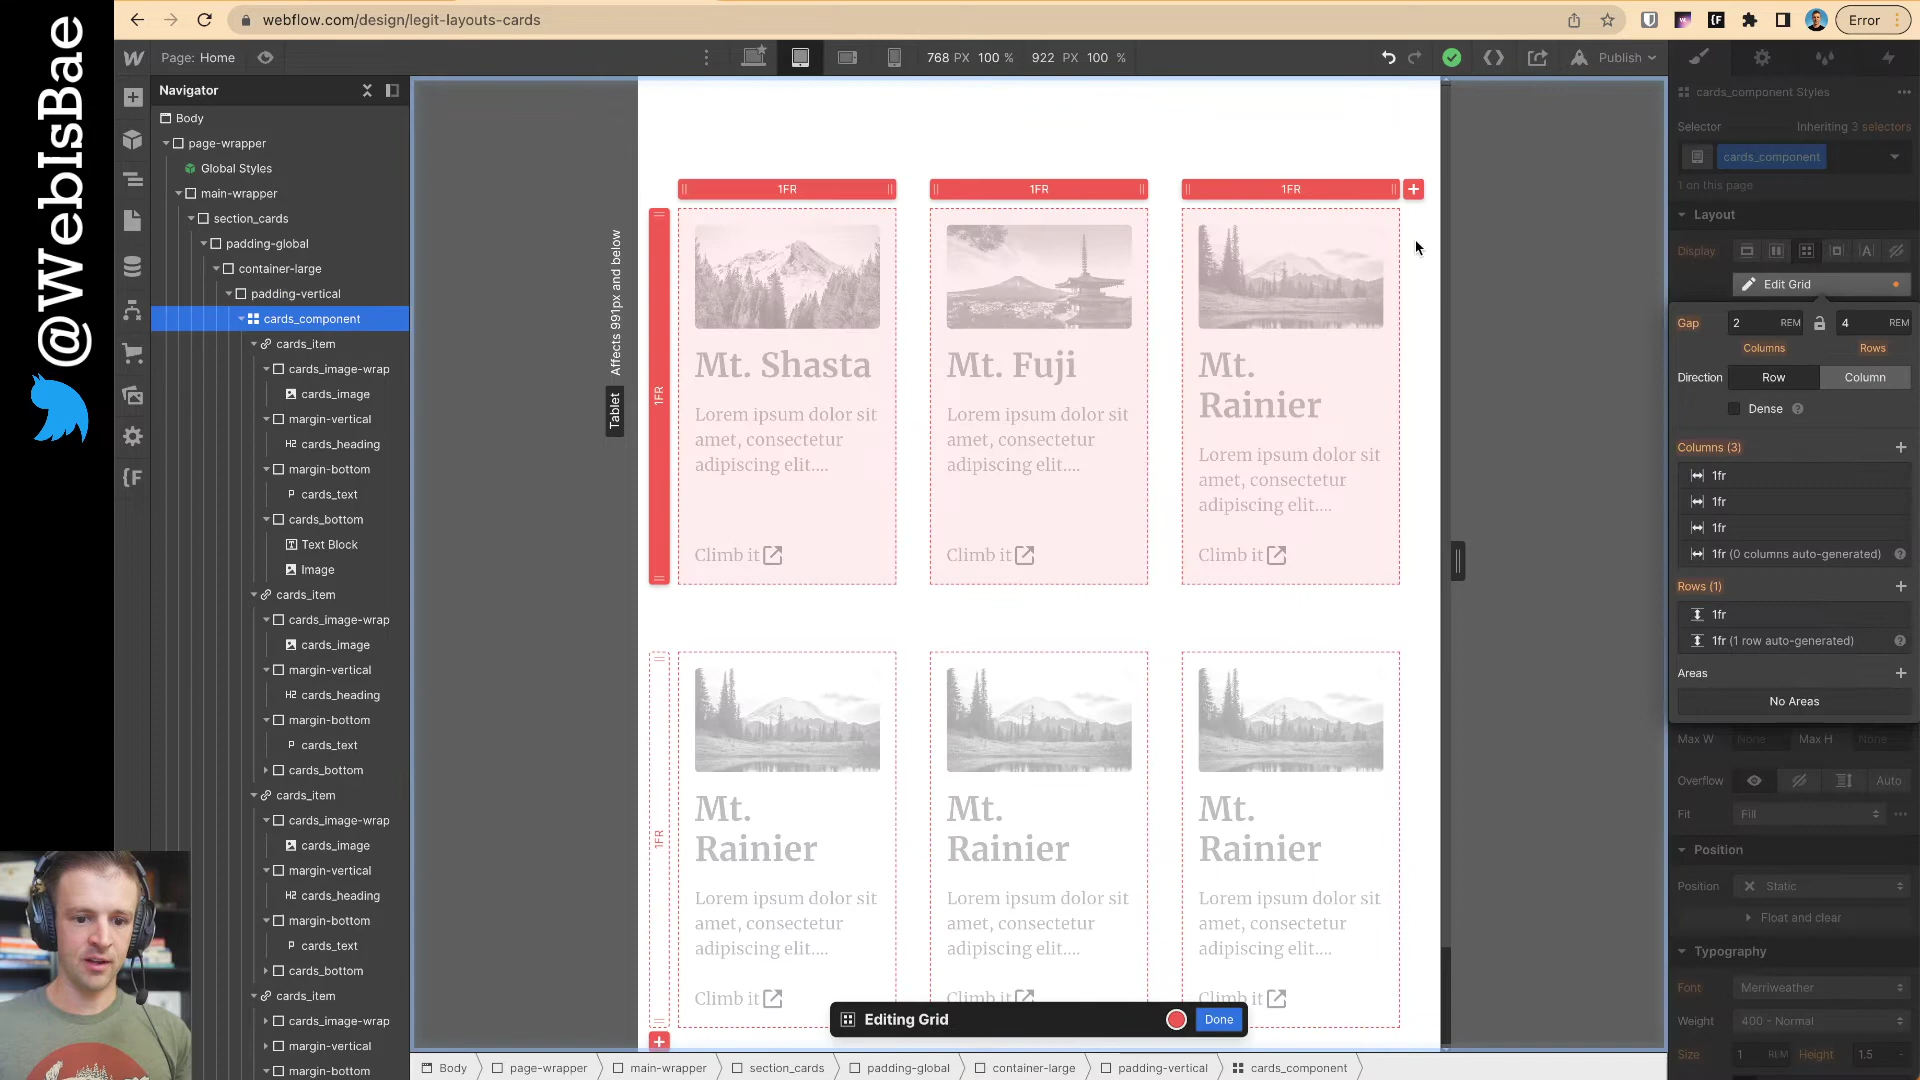 @WebIsBae
webflow.com/design/legit-layouts-cards
Error
Page: Home
768 PX 100 %
922 PX 100 %
Publish
Navigator
Body
page-wrapper
Global Styles
main-wrapper
section_cards
padding-global
container-large
padding-vertical
cards_component
cards_item
cards_image-wrap
cards_image
margin-vertical
H2 cards_heading
margin-bottom
P cards_text
cards_bottom
Text Block
Image
cards_item
cards_image-wrap
cards_image
margin-vertical
H2 cards_heading
margin-bottom
P cards_text
cards_bottom
cards_item
cards_image-wrap
cards_image
margin-vertical
H2 cards_heading
margin-bottom
P cards_text
cards_bottom
cards_item
cards_image-wrap
margin-vertical
margin-bottom
Tablet Affects 991px and below
1FR
1FR
1FR
1FR
Mt. Shasta
Lorem ipsum dolor sit
amet, consectetur
adipiscing elit....
Climb it
Mt. Fuji
Lorem ipsum dolor sit
amet, consectetur
adipiscing elit....
Climb it
Mt.
Rainier
Lorem ipsum dolor sit
amet, consectetur
adipiscing elit....
Climb it
1FR
Mt.
Rainier
Lorem ipsum dolor sit
amet, consectetur
adipiscing elit....
Climb it
Mt.
Rainier
Lorem ipsum dolor sit
amet, consectetur
adipiscing elit....
Climb it
Mt.
Rainier
Lorem ipsum dolor sit
amet, consectetur
adipiscing elit....
Climb it
Editing Grid
Done
Body
page-wrapper
main-wrapper
section_cards
padding-global
container-large
padding-vertical
cards_component
cards_component Styles
Selector
Inheriting 3 selectors
cards_component
1 on this page
Layout
Display
Edit Grid
Gap
2 REM
4 REM
Columns
Rows
Direction
Row
Column
Dense
Columns (3)
1fr
1fr
1fr
1fr (0 columns auto-generated)
Rows (1)
1fr
1fr (1 row auto-generated)
Areas
No Areas
Max W None
Max H None
Overflow
Auto
Fit
Fill
Position
Position
Static
Float and clear
Typography
Font
Merriweather
Weight
400 - Normal
Size
1 REM
Height
1.5 -